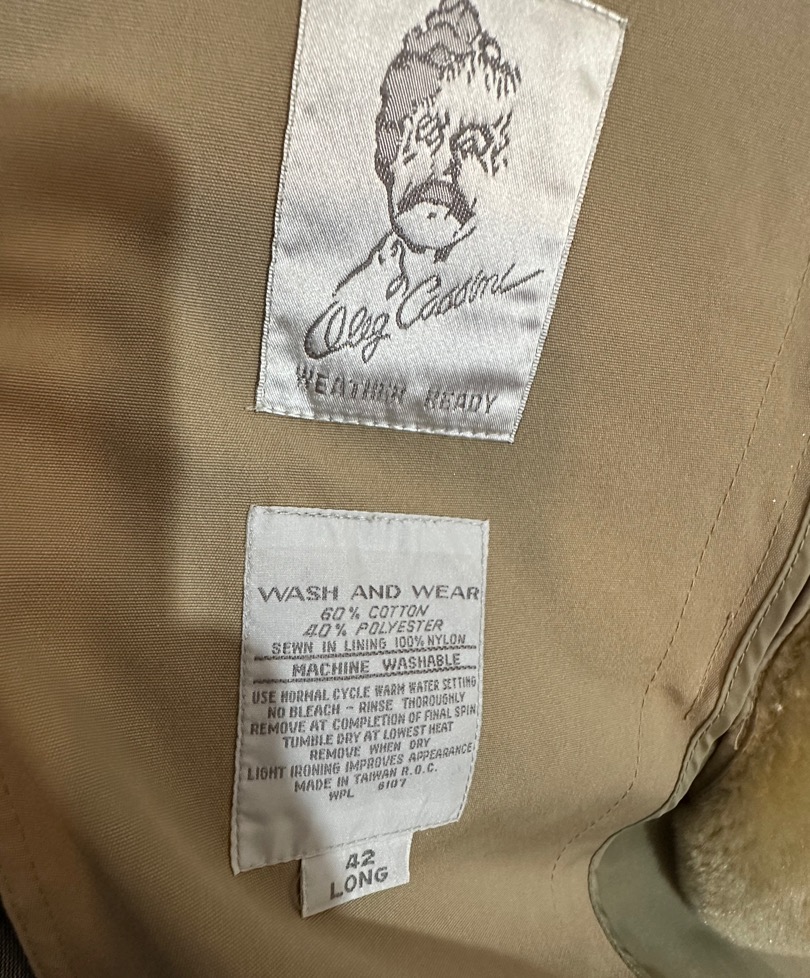 Oleg Cassini
WEATHER READY
WASH AND WEAR
60% COTTON
40% POLYESTER
SEWN IN LINING 100% NYLON
MACHINE WASHABLE
USE NORMAL CYCLE WARM WATER SETTING
NO BLEACH - RINSE THOROUGHLY
REMOVE AT COMPLETION OF FINAL SPIN
TUMBLE DRY AT LOWEST HEAT
REMOVE WHEN DRY
LIGHT IRONING IMPROVES APPEARANCE
MADE IN TAIWAN R.O.C.
WPL 6107
42
LONG